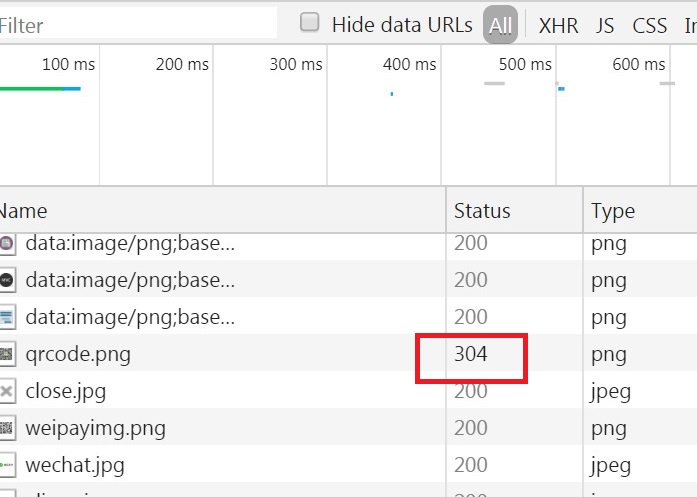 Filter Hide data URLs All XHR JS CSS
100 ms 200 ms 300 ms 400 ms 500 ms 600 ms
Name Status Type
data:image/png;base... 200 png
data:image/png;base... 200 png
data:image/png;base... 200 png
qrcode.png 304 png
close.jpg 200 jpeg
weipayimg.png 200 png
wechat.jpg 200 jpeg